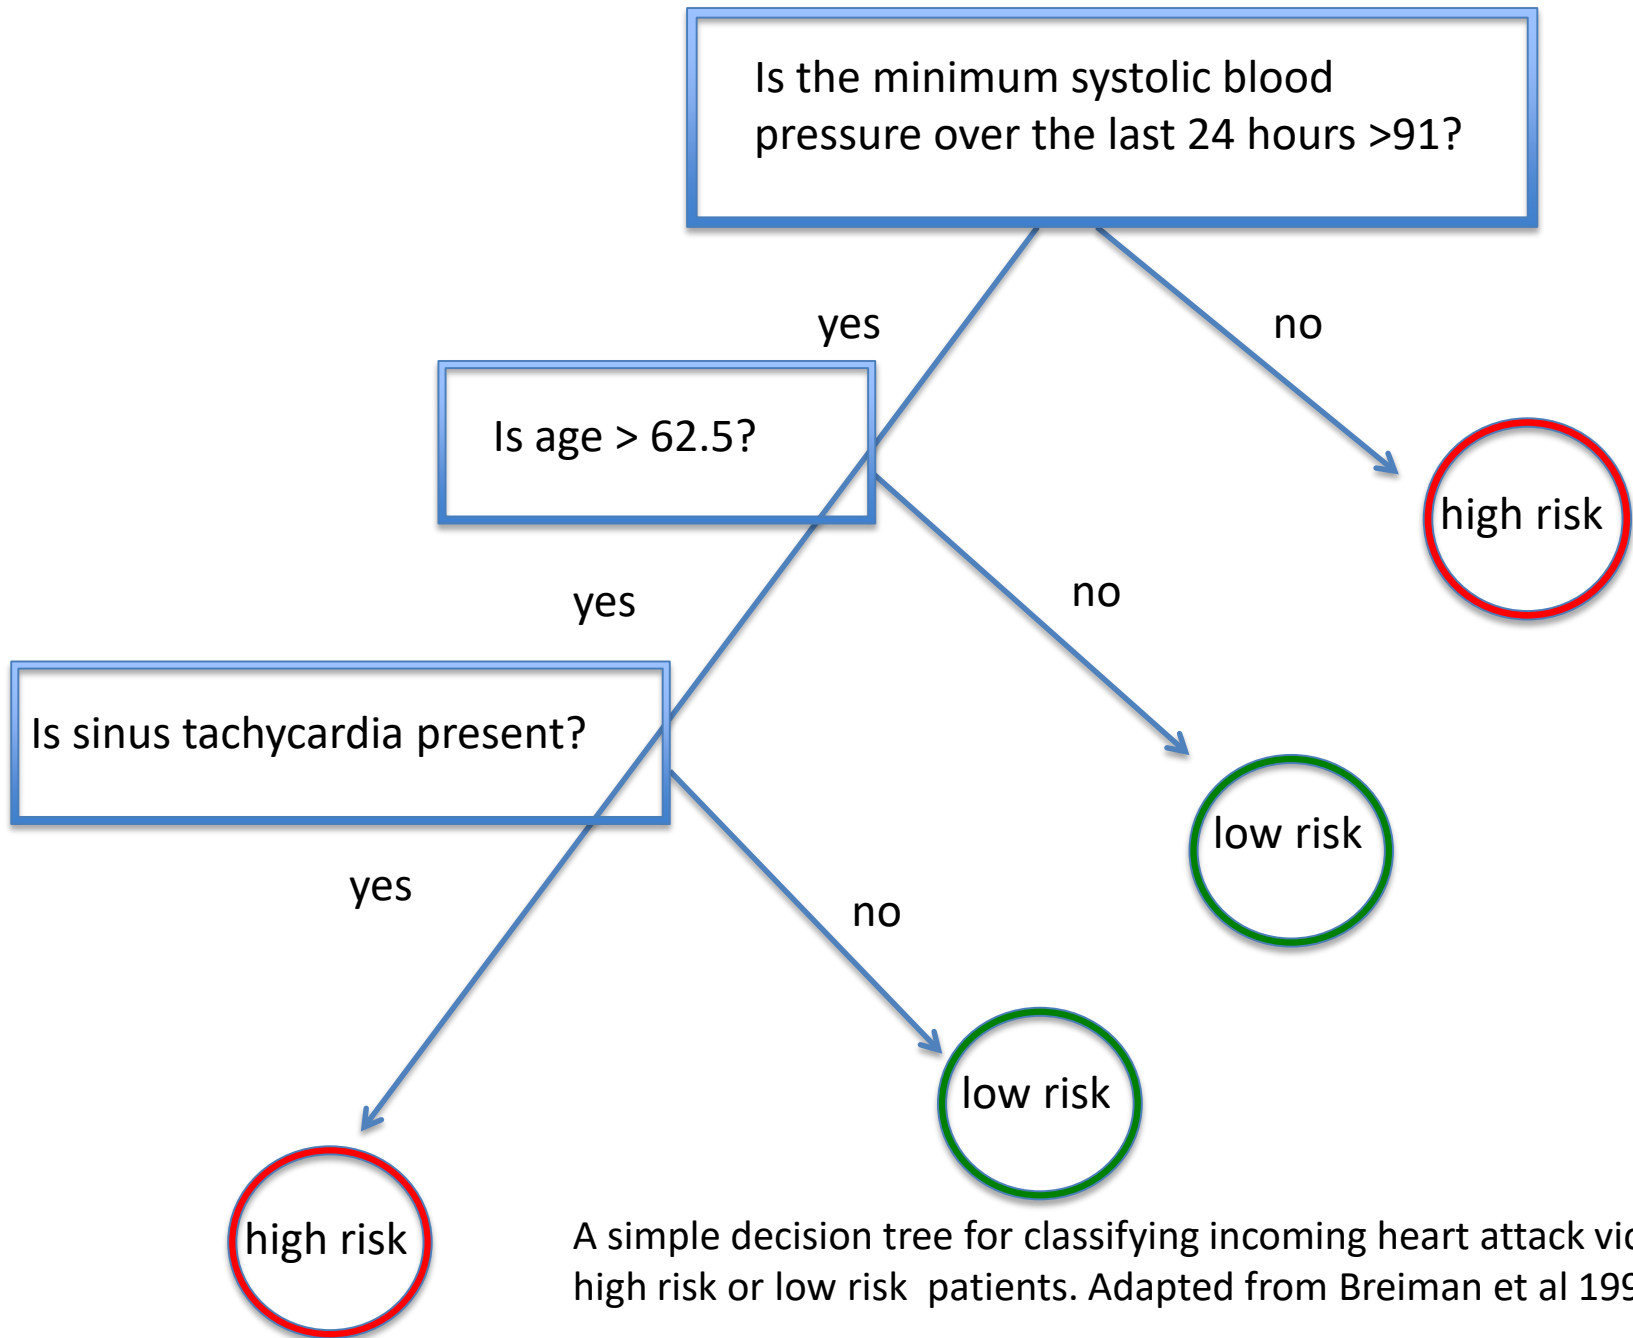 Is the minimum systolic blood
pressure over the last 24 hours >91?
yes
no
Is age > 62.5?
high risk
yes
no
Is sinus tachycardia present?
low risk
yes
no
low risk
high risk
A simple decision tree for classifying incoming heart attack
high risk or low risk patients. Adapted from Breiman et al